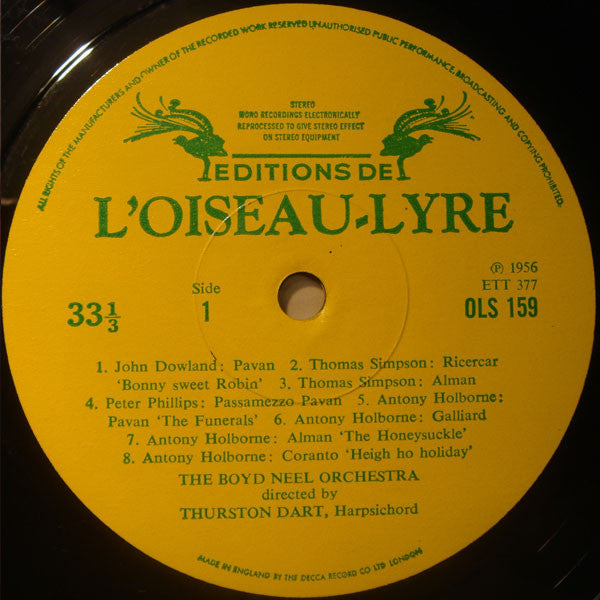 ALL RIGHTS OF THE MANUFACTURERS AND OWNER OF THE RECORDED WORK RESERVED UNAUTHORISED PUBLIC PERFORMANCE, BROADCASTING AND COPYING PROHIBITED.
STEREO
MONO RECORDINGS ELECTRONICALLY
REPROCESSED TO GIVE STEREO EFFECT
ON STEREO EQUIPMENT
EDITIONS DE
L'OISEAU-LYRE
33⅓
Side
1
℗ 1956
ETT 377
OLS 159
1. John Dowland: Pavan 2. Thomas Simpson: Ricercar
'Bonny sweet Robin' 3. Thomas Simpson: Alman
4. Peter Phillips: Passamezzo Pavan 5. Antony Holborne:
Pavan 'The Funerals' 6. Antony Holborne: Galliard
7. Antony Holborne: Alman 'The Honeysuckle'
8. Antony Holborne: Coranto 'Heigh ho holiday'
THE BOYD NEEL ORCHESTRA
directed by
THURSTON DART, Harpsichord
MADE IN ENGLAND BY THE DECCA RECORD CO LTD LONDON